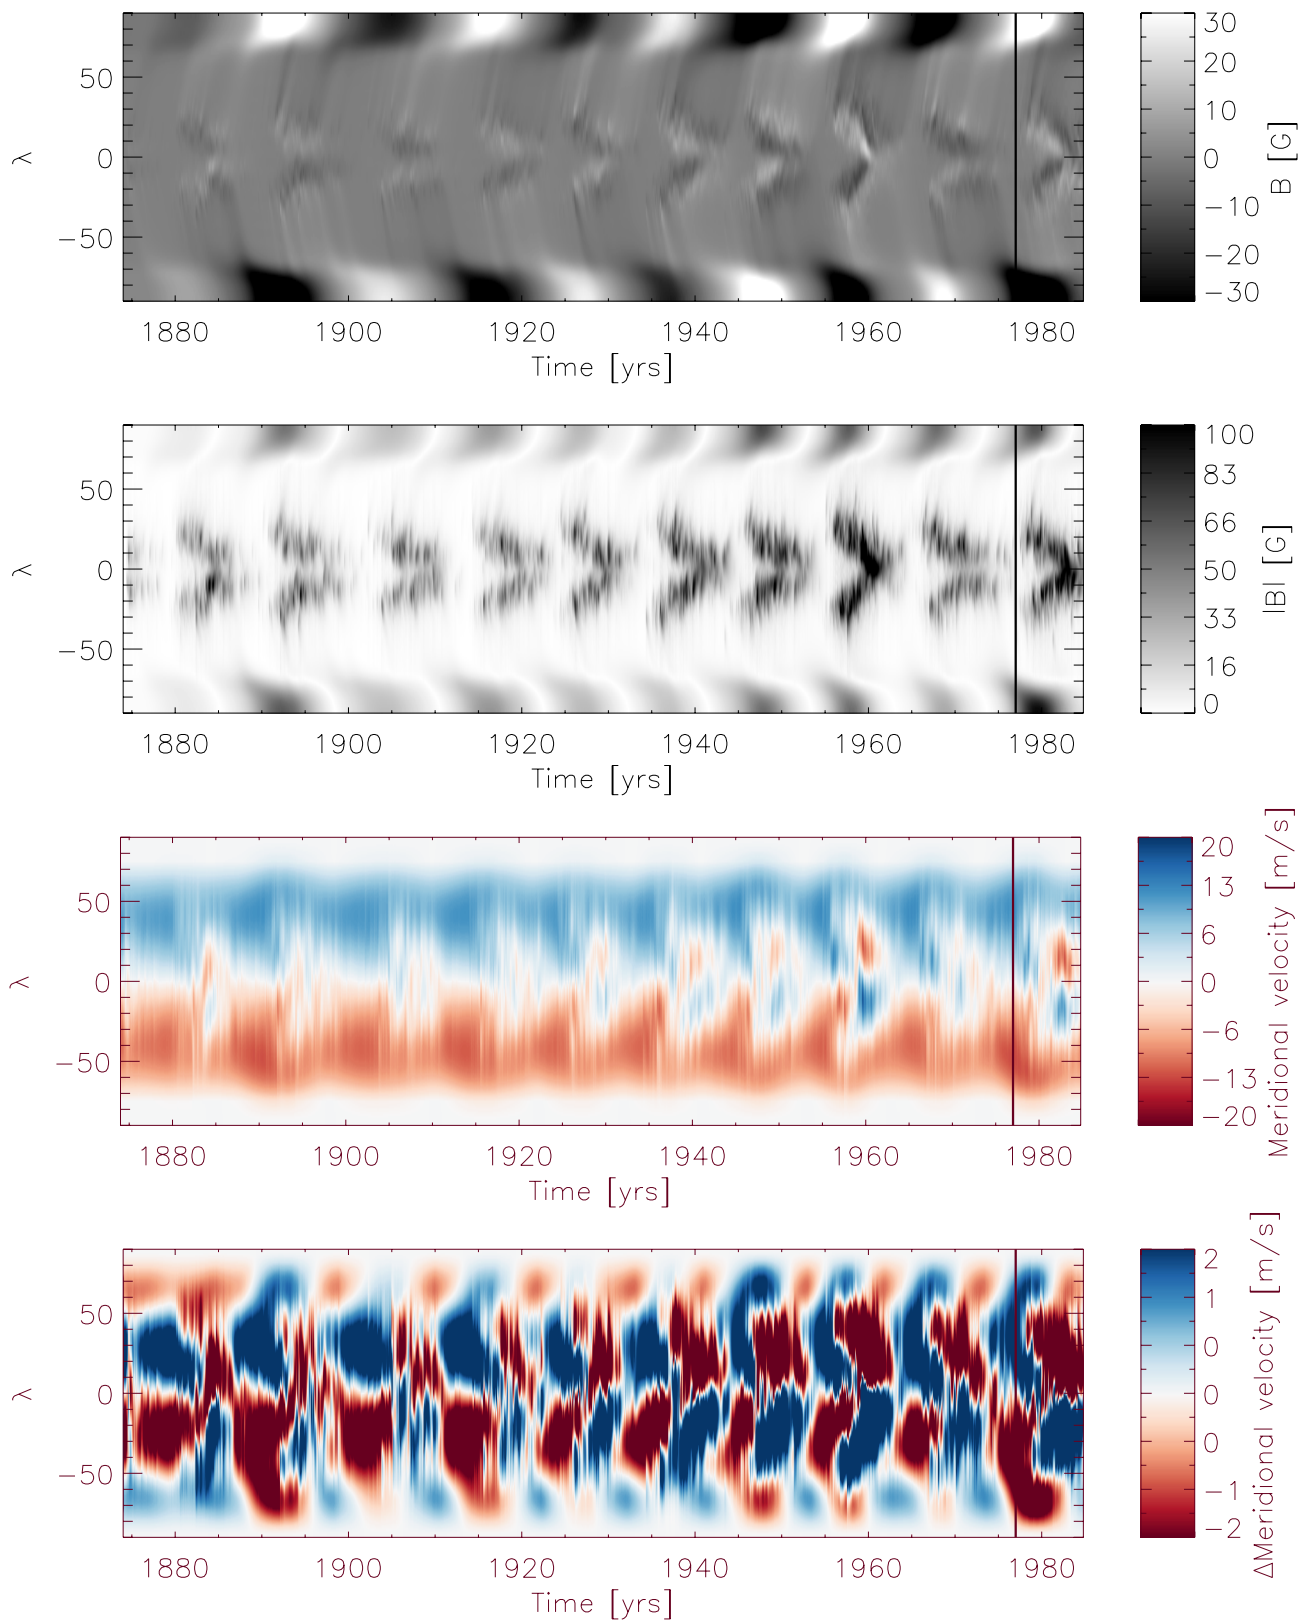 50
0
−50
λ
1880 1900 1920 1940 1960 1980
Time [yrs]
30
20
10
0
−10
−20
−30
B [G]
50
0
−50
λ
1880 1900 1920 1940 1960 1980
Time [yrs]
100
83
66
50
33
16
0
|B| [G]
50
0
−50
λ
1880 1900 1920 1940 1960 1980
Time [yrs]
20
13
6
0
−6
−13
−20
Meridional velocity [m/s]
50
0
−50
λ
1880 1900 1920 1940 1960 1980
Time [yrs]
2
1
0
0
0
−1
−2
ΔMeridional velocity [m/s]